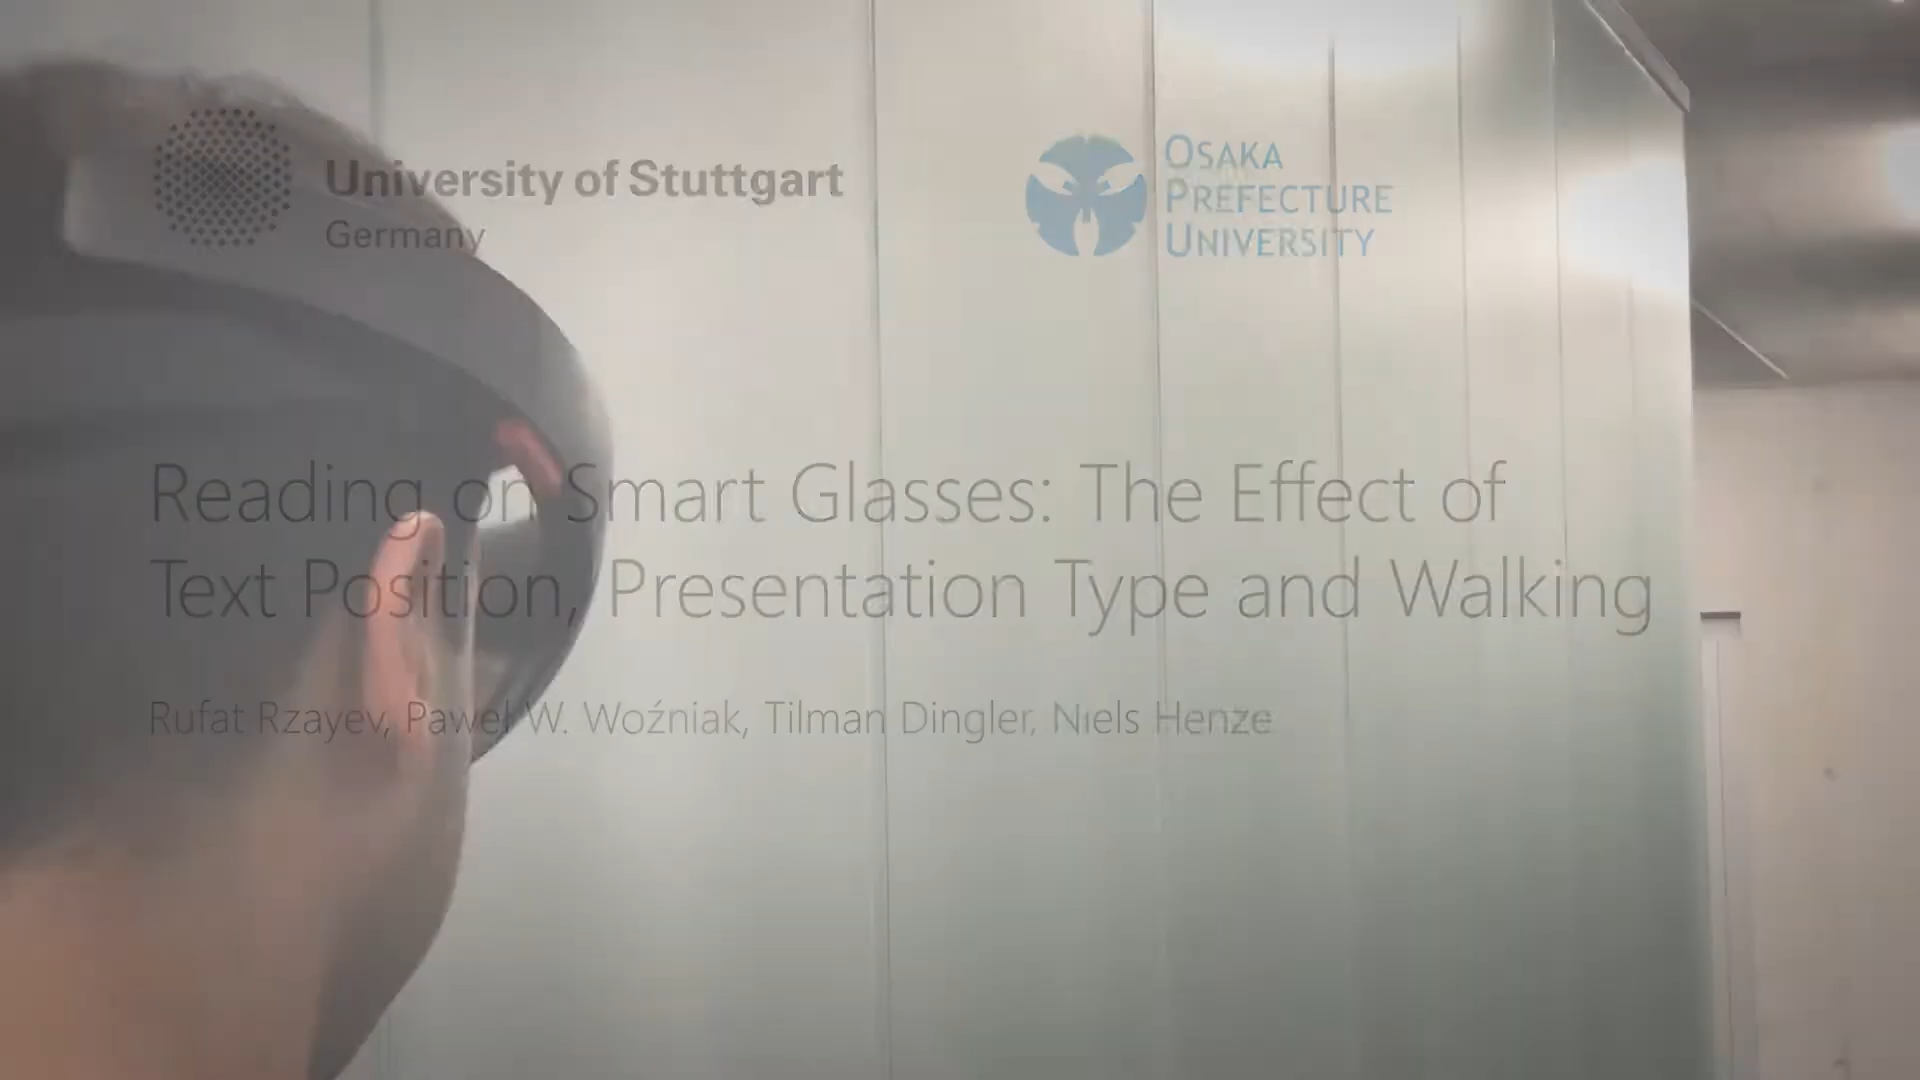 University of Stuttgart
Germany
OSAKA
PREFECTURE
UNIVERSITY
Reading on Smart Glasses: The Effect of
Text Position, Presentation Type and Walking
Rufat Rzayev, Paweł W. Woźniak, Tilman Dingler, Niels Henze